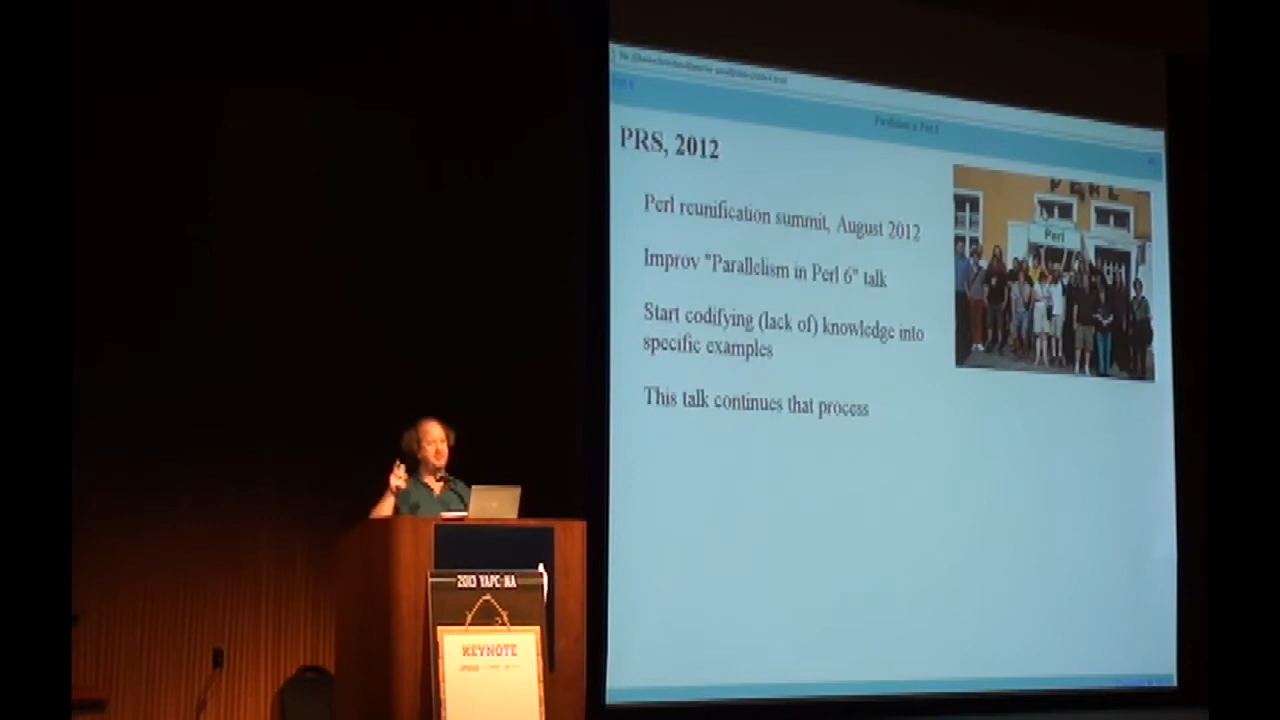 PRS, 2012
Perl reunification summit, August 2012
Improv "Parallelism in Perl 6" talk
Start codifying (lack of) knowledge into
specific examples
This talk continues that process
PERL
Perl
2013 YAPC NA
KEYNOTE